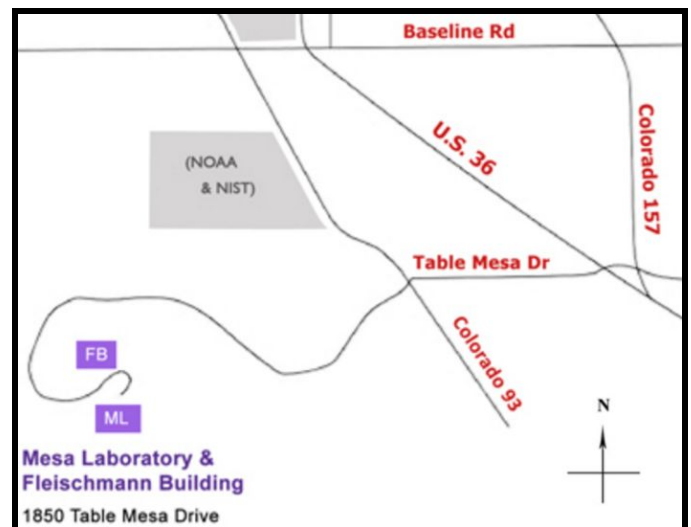 Baseline Rd
U.S. 36
Colorado 157
(NOAA
& NIST)
Table Mesa Dr
Colorado 93
FB
ML
N
Mesa Laboratory &
Fleischmann Building
1850 Table Mesa Drive